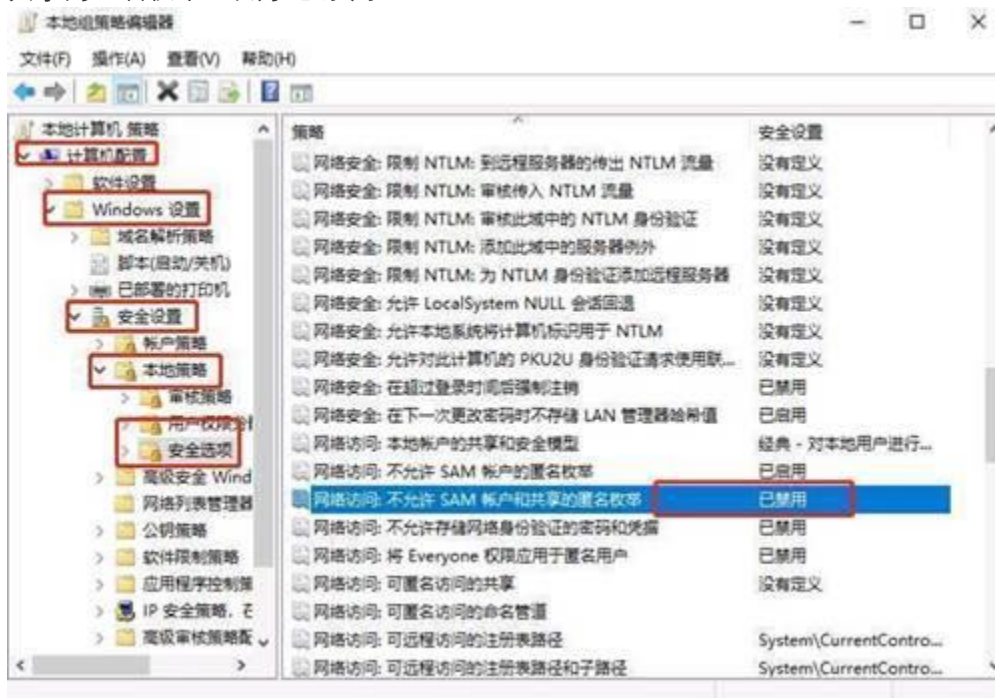 本地组策略编辑器
文件(F) 操作(A) 查看(V) 帮助(H)
本地计算机 策略
计算机配置
软件设置
Windows 设置
域名解析策略
脚本(启动/关机)
已部署的打印机
安全设置
帐户策略
本地策略
审核策略
用户权限分配
安全选项
高级安全 Wind
网络列表管理器
公钥策略
软件限制策略
应用程序控制策
IP 安全策略，在
高级审核策略配
策略 安全设置
网络安全: 限制 NTLM: 到远程服务器的传出 NTLM 流量 没有定义
网络安全: 限制 NTLM: 审核传入 NTLM 流量 没有定义
网络安全: 限制 NTLM: 审核此域中的 NTLM 身份验证 没有定义
网络安全: 限制 NTLM: 添加此域中的服务器例外 没有定义
网络安全: 限制 NTLM: 为 NTLM 身份验证添加远程服务器 没有定义
网络安全: 允许 LocalSystem NULL 会话回退 没有定义
网络安全: 允许本地系统将计算机标识用于 NTLM 没有定义
网络安全: 允许对此计算机的 PKU2U 身份验证请求使用联... 没有定义
网络安全: 在超过登录时间后强制注销 已禁用
网络安全: 在下一次更改密码时不存储 LAN 管理器哈希值 已启用
网络访问: 本地帐户的共享和安全模型 经典 - 对本地用户进行...
网络访问: 不允许 SAM 帐户的匿名枚举 已启用
网络访问: 不允许 SAM 帐户和共享的匿名枚举 已禁用
网络访问: 不允许存储网络身份验证的密码和凭据 已禁用
网络访问: 将 Everyone 权限应用于匿名用户 已禁用
网络访问: 可匿名访问的共享 没有定义
网络访问: 可匿名访问的命名管道
网络访问: 可远程访问的注册表路径 System\CurrentContro...
网络访问: 可远程访问的注册表路径和子路径 System\CurrentContro...